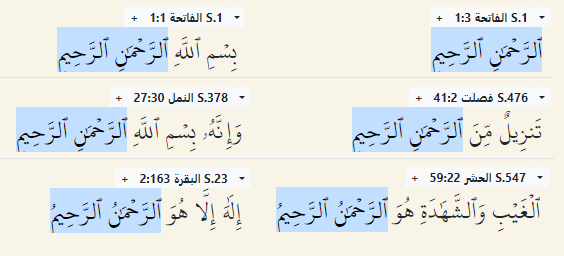 S.1 الفاتحة 1:3
ٱلرَّحْمَٰنِ ٱلرَّحِيمِ
S.1 الفاتحة 1:1
بِسْمِ ٱللَّهِ ٱلرَّحْمَٰنِ ٱلرَّحِيمِ
S.476 فصلت 41:2
تَنزِيلٌ مِّنَ ٱلرَّحْمَٰنِ ٱلرَّحِيمِ
S.378 النمل 27:30
وَإِنَّهُۥ بِسْمِ ٱللَّهِ ٱلرَّحْمَٰنِ ٱلرَّحِيمِ
S.547 الحشر 59:22
ٱلْغَيْبِ وَٱلشَّهَٰدَةِ هُوَ ٱلرَّحْمَٰنُ ٱلرَّحِيمُ
S.23 البقرة 2:163
إِلَٰهَ إِلَّا هُوَ ٱلرَّحْمَٰنُ ٱلرَّحِيمُ